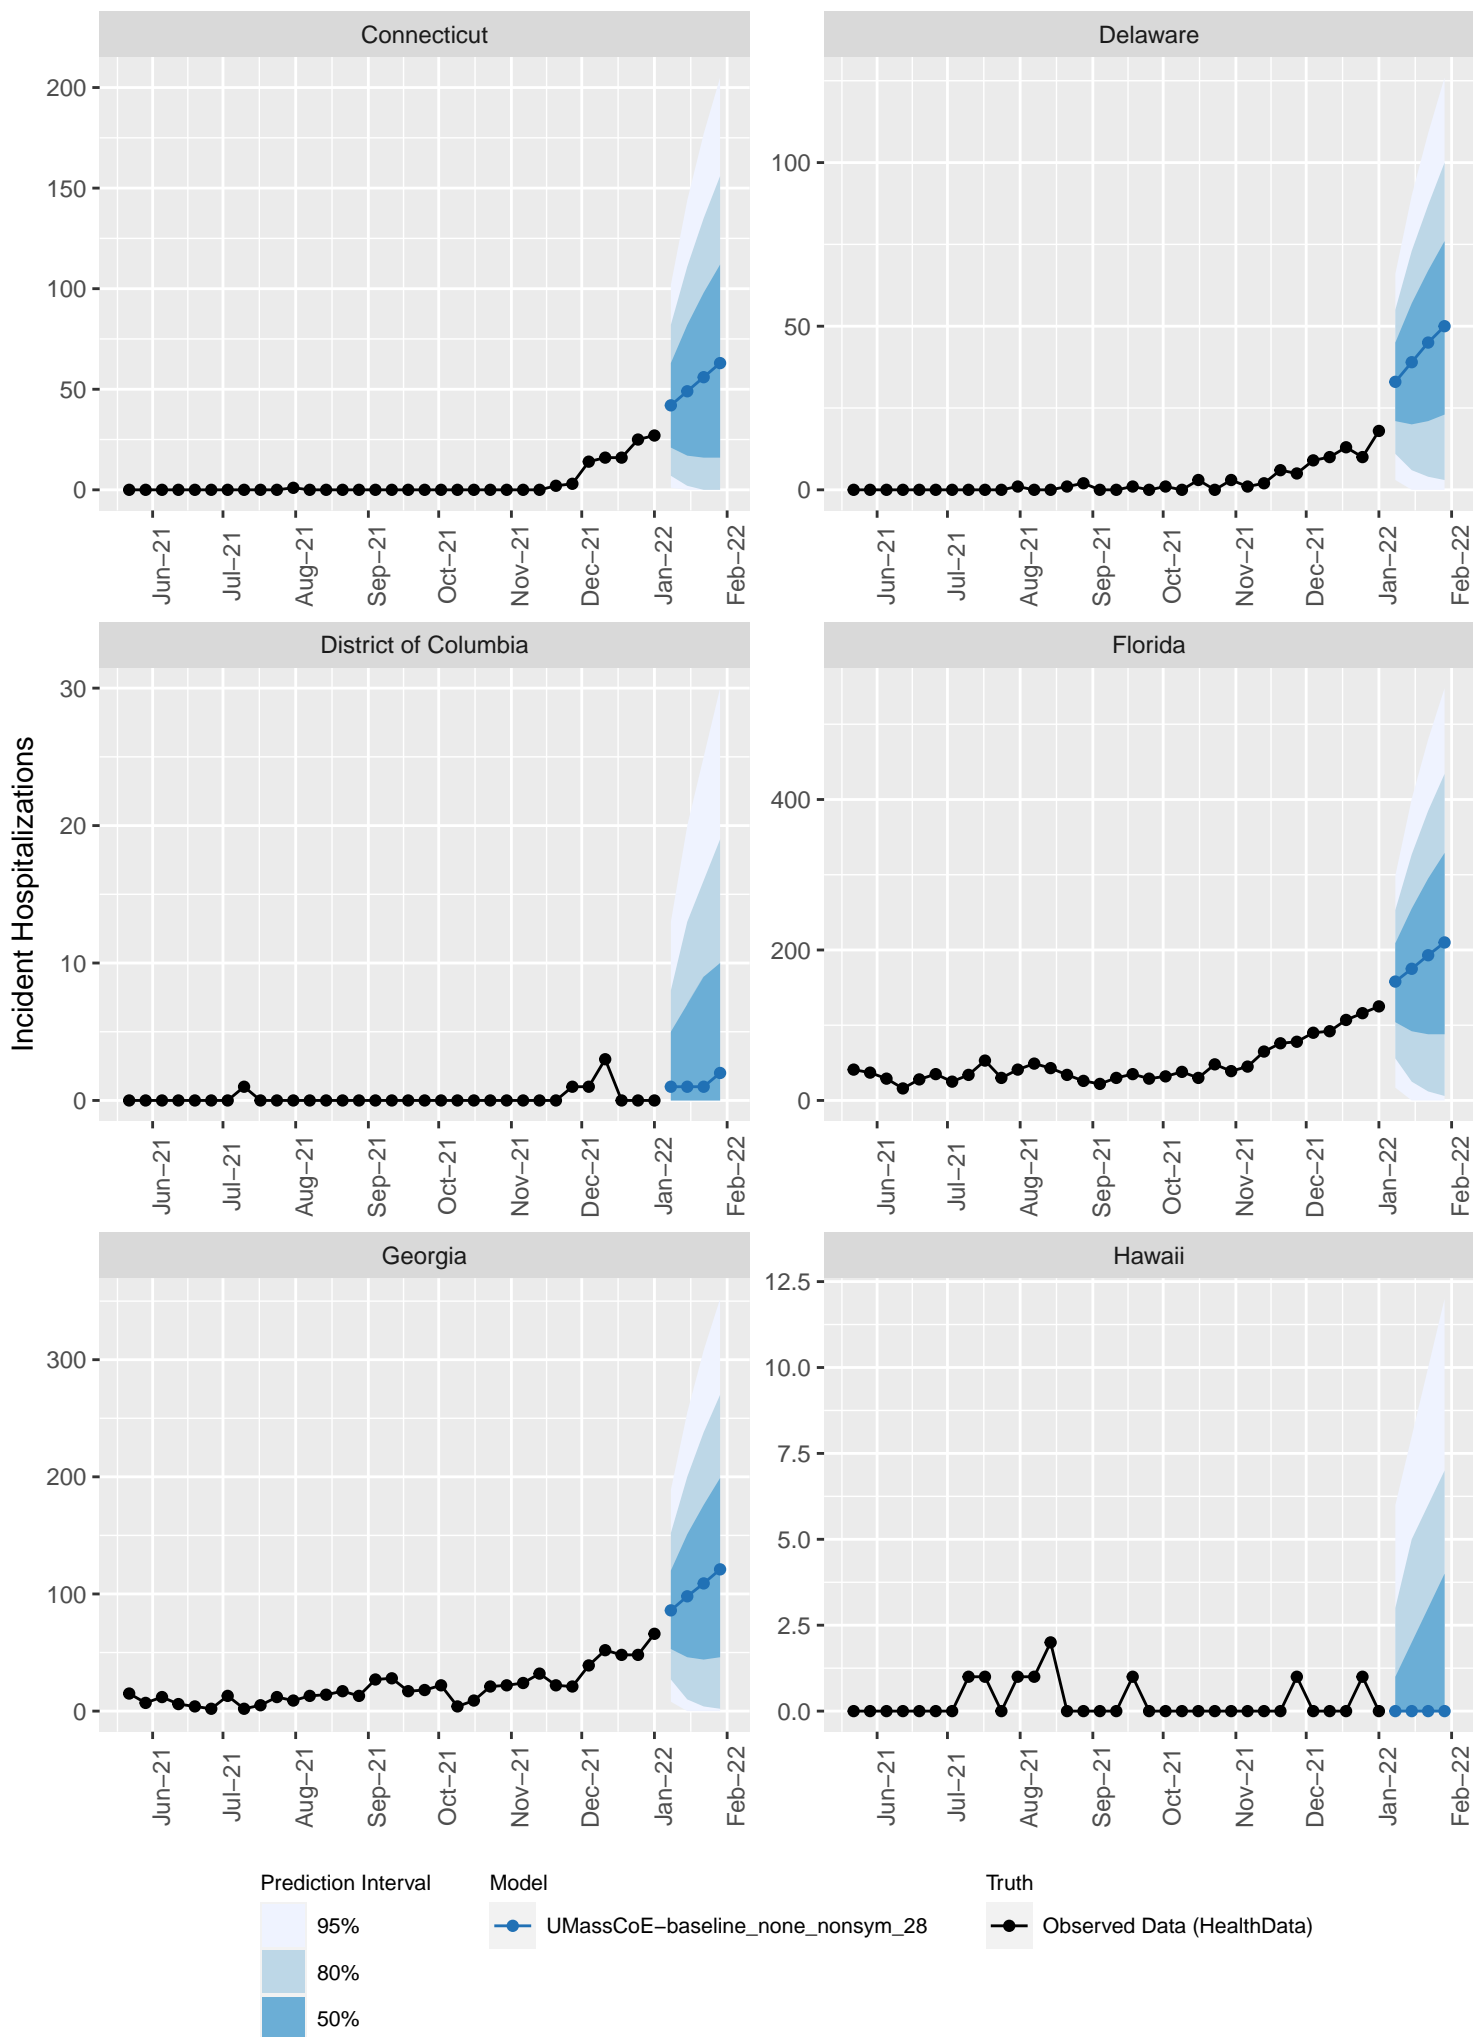 Connecticut
Delaware
200
150
100
50
0
100
50
0
Jun−21
Jul−21
Aug−21
Sep−21
Oct−21
Nov−21
Dec−21
Jan−22
Feb−22
Jun−21
Jul−21
Aug−21
Sep−21
Oct−21
Nov−21
Dec−21
Jan−22
Feb−22
District of Columbia
Florida
Incident Hospitalizations
30
20
10
0
400
200
0
Jun−21
Jul−21
Aug−21
Sep−21
Oct−21
Nov−21
Dec−21
Jan−22
Feb−22
Jun−21
Jul−21
Aug−21
Sep−21
Oct−21
Nov−21
Dec−21
Jan−22
Feb−22
Georgia
Hawaii
300
200
100
0
12.5
10.0
7.5
5.0
2.5
0.0
Jun−21
Jul−21
Aug−21
Sep−21
Oct−21
Nov−21
Dec−21
Jan−22
Feb−22
Jun−21
Jul−21
Aug−21
Sep−21
Oct−21
Nov−21
Dec−21
Jan−22
Feb−22
Prediction Interval
95%
80%
50%
Model
UMassCoE−baseline_none_nonsym_28
Truth
Observed Data (HealthData)